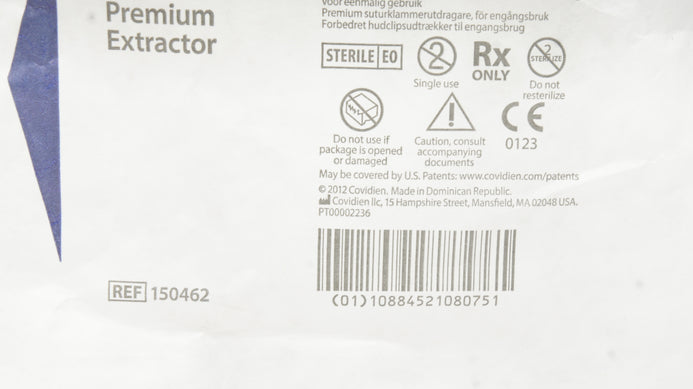 Premium
Extractor
voor eenmalig gebruik
Premium suturklammerutdragare, för engångsbruk
Forbedret hudclipsudtrækker til engangsbrug
STERILE EO
2
Single use
Rx
ONLY
2
STERILIZE
Do not
resterilize
Do not use if
package is opened
or damaged
Caution, consult
accompanying
documents
CE
0123
May be covered by U.S. Patents: www.covidien.com/patents
© 2012 Covidien. Made in Dominican Republic.
Covidien llc, 15 Hampshire Street, Mansfield, MA 02048 USA.
PT00002236
REF 150462
(01)10884521080751